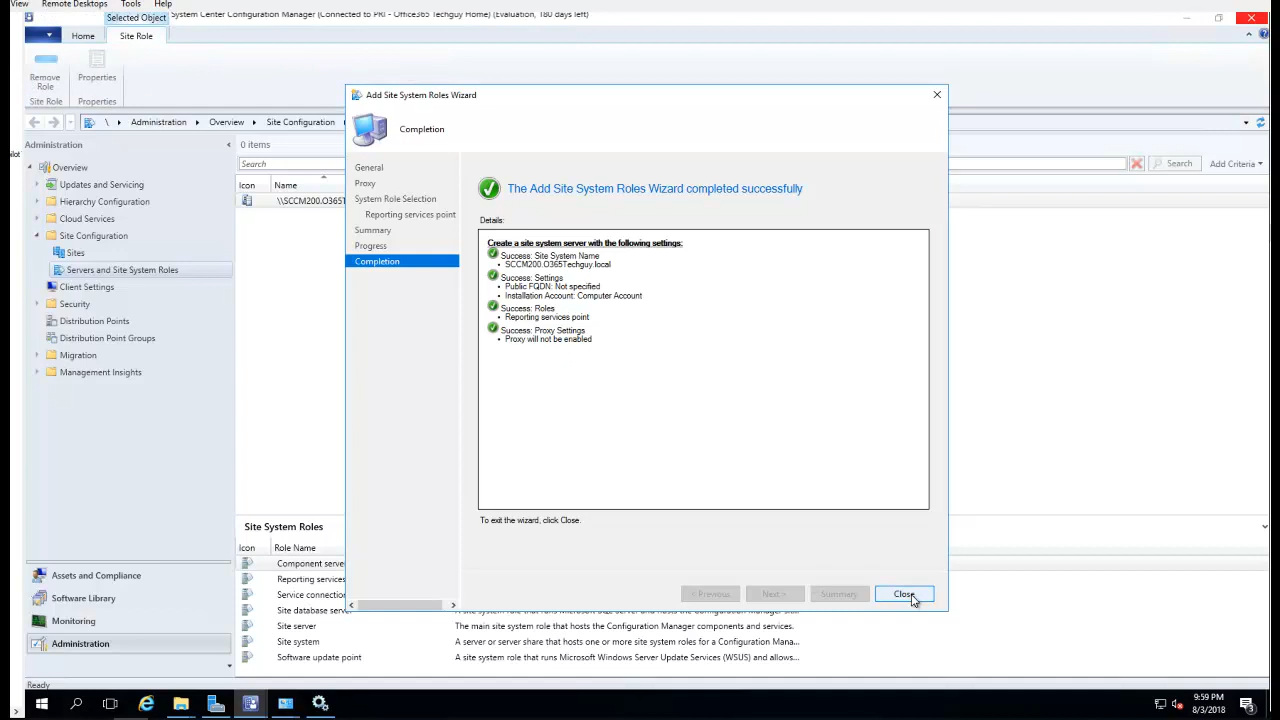 View Remote Desktops Tools Help
Selected Object
System Center Configuration Manager (Connected to PRI - Office365 Techguy Home) (Evaluation, 180 days left)
Home
Site Role
Remove Role
Properties
Site Role
Properties
\ Administration Overview Site Configuration
Administration
0 items
Search
Search
Add Criteria
Overview
Updates and Servicing
Hierarchy Configuration
Cloud Services
Site Configuration
Sites
Servers and Site System Roles
Client Settings
Security
Distribution Points
Distribution Point Groups
Migration
Management Insights
Icon Name
\\SCCM200.O365T
Add Site System Roles Wizard
Completion
General
Proxy
System Role Selection
Reporting services point
Summary
Progress
Completion
The Add Site System Roles Wizard completed successfully
Details:
Create a site system server with the following settings:
Success: Site System Name
• SCCM200.O365Techguy.local
Success: Settings
• Public FQDN: Not specified
• Installation Account: Computer Account
Success: Roles
• Reporting services point
Success: Proxy Settings
• Proxy will not be enabled
To exit the wizard, click Close.
< Previous
Next >
Summary
Close
Site System Roles
Icon Role Name
Component serve
Reporting services
Service connection
Site database serve
Site server The main site system role that hosts the Configuration Manager components and services.
Site system A server or server share that hosts one or more site system roles for a Configuration Mana...
Software update point A site system role that runs Microsoft Windows Server Update Services (WSUS) and allows...
Assets and Compliance
Software Library
Monitoring
Administration
Ready
9:59 PM
8/3/2018